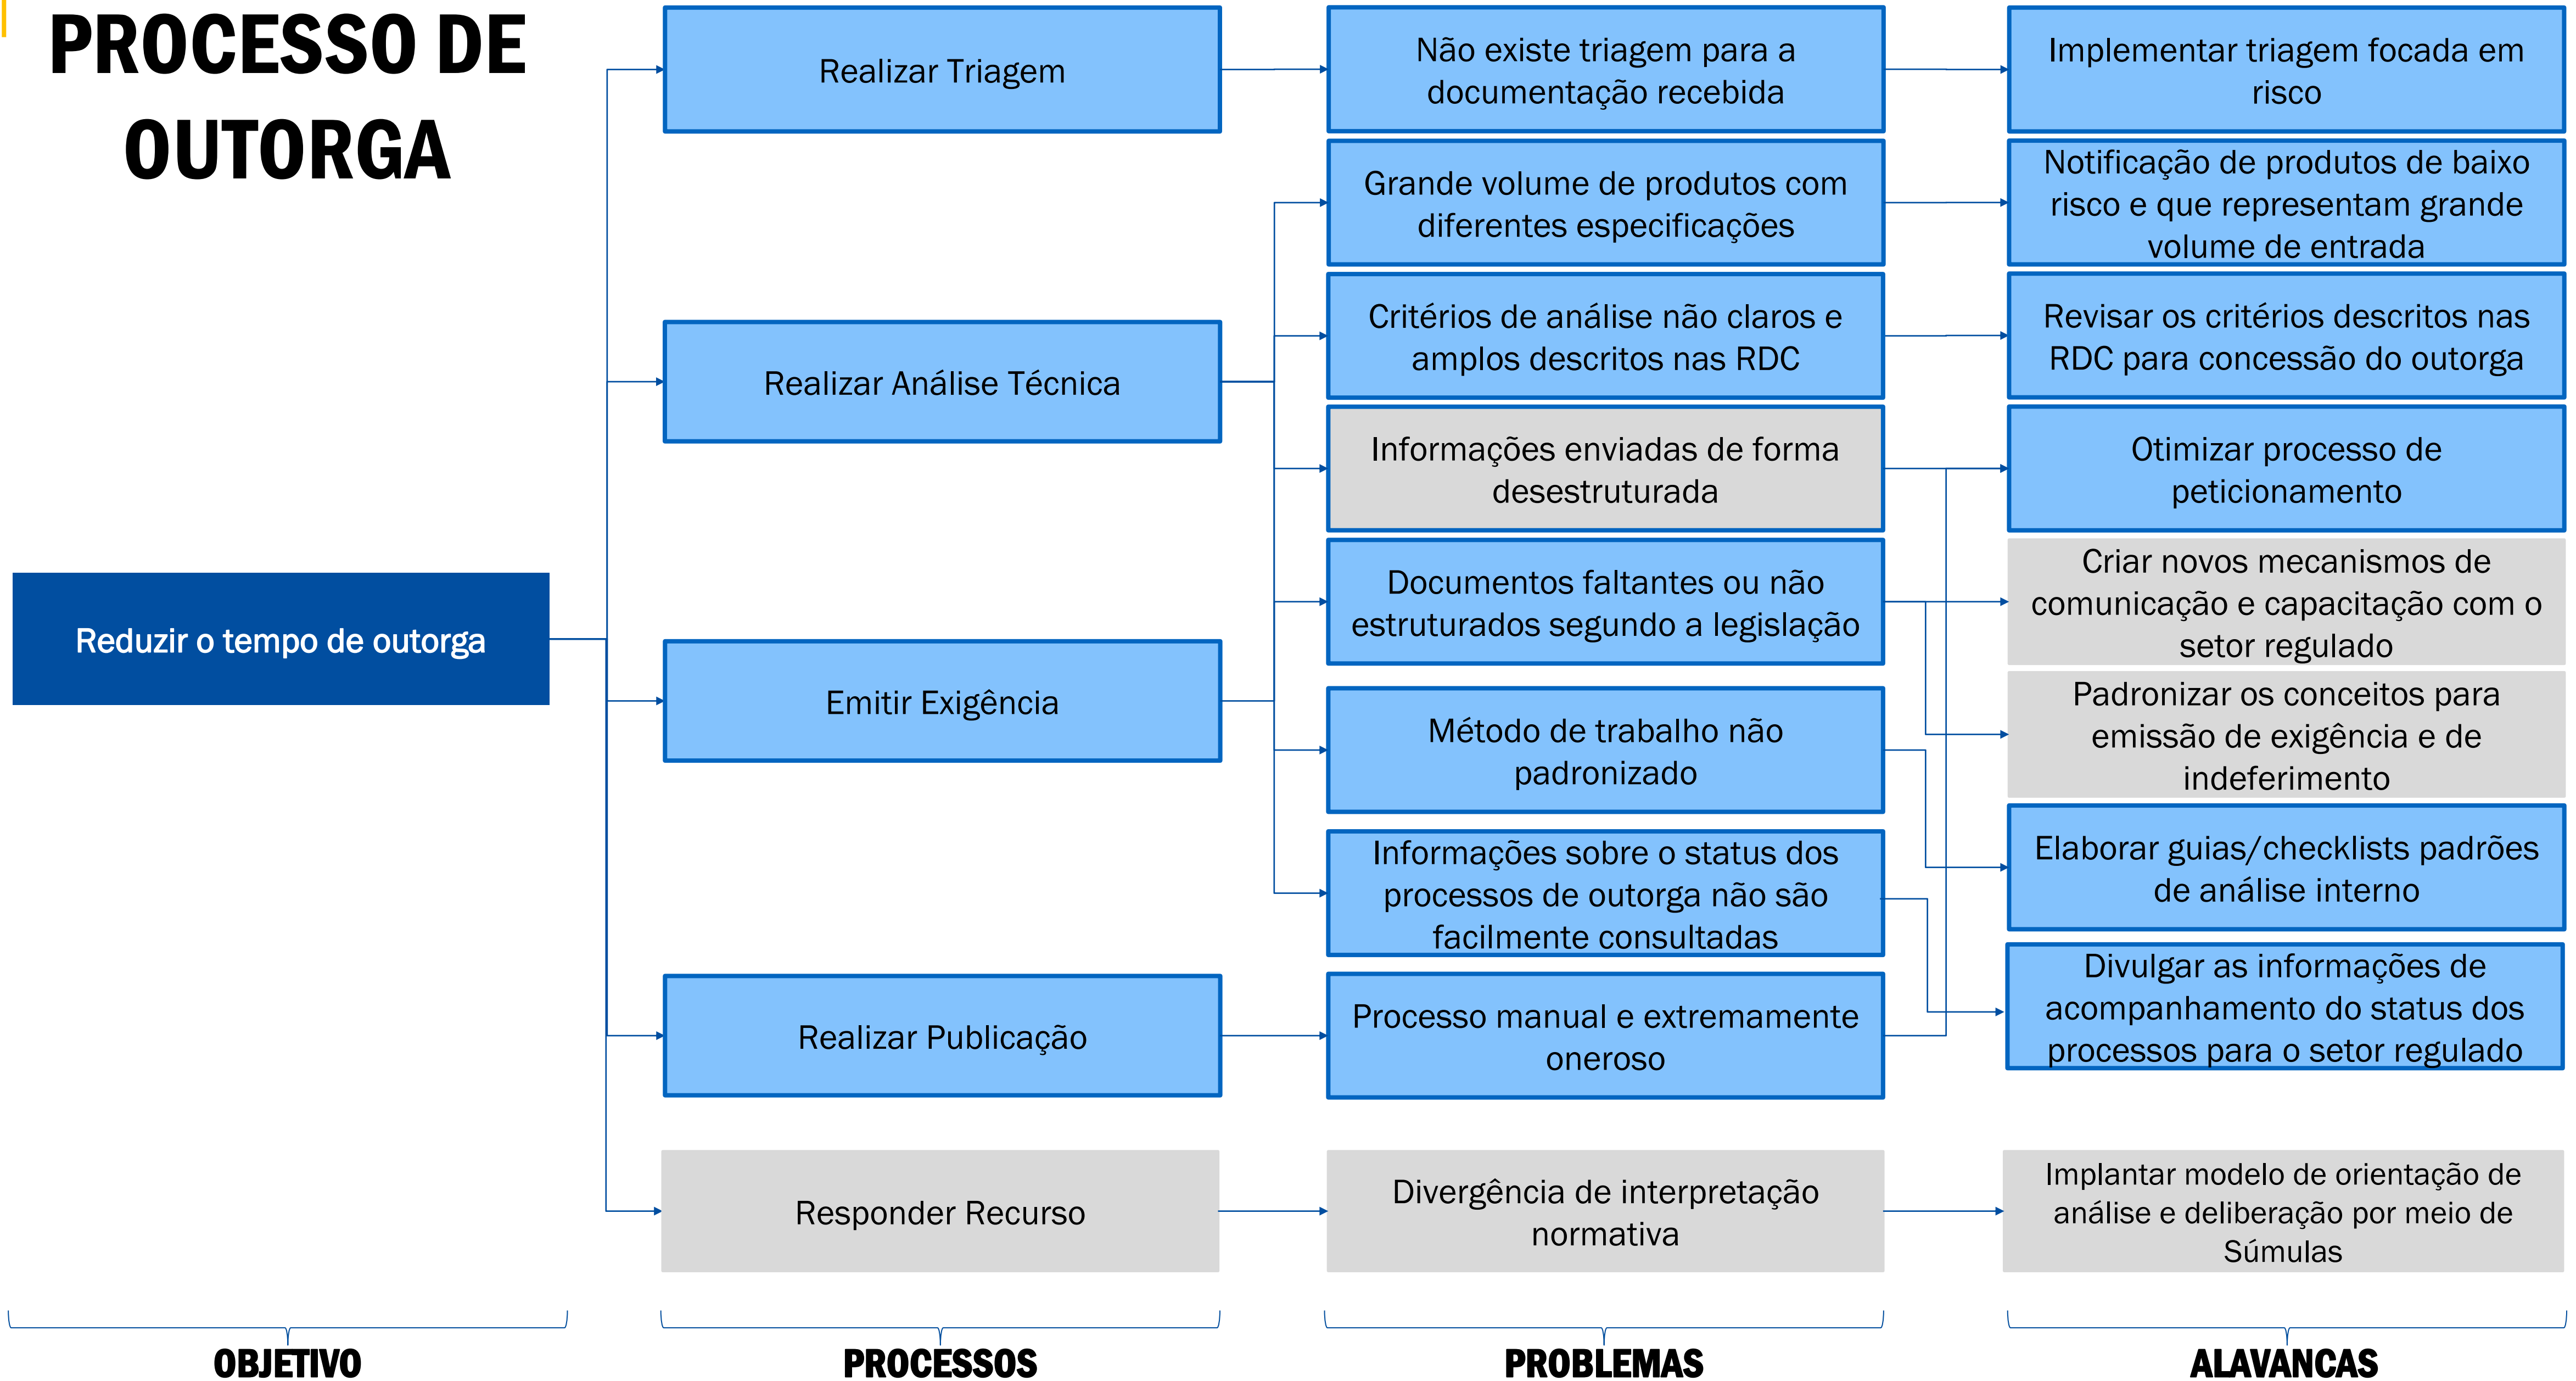 PROCESSO DE
OUTORGA
Reduzir o tempo de outorga
OBJETIVO
Realizar Triagem
Realizar Análise Técnica
Emitir Exigência
Realizar Publicação
Responder Recurso
PROCESSOS
Não existe triagem para a
documentação recebida
Grande volume de produtos com
diferentes especificações
Critérios de análise não claros e
amplos descritos nas RDC
Informações enviadas de forma
desestruturada
Documentos faltantes ou não
estruturados segundo a legislação
Método de trabalho não
padronizado
Informações sobre o status dos
processos de outorga não são
facilmente consultadas
Processo manual e extremamente
oneroso
Divergência de interpretação
normativa
PROBLEMAS
Implementar triagem focada em
risco
Notificação de produtos de baixo
risco e que representam grande
volume de entrada
Revisar os critérios descritos nas
RDC para concessão do outorga
Otimizar processo de
peticionamento
Criar novos mecanismos de
comunicação e capacitação com o
setor regulado
Padronizar os conceitos para
emissão de exigência e de
indeferimento
Elaborar guias/checklists padrões
de análise interno
Divulgar as informações de
acompanhamento do status dos
processos para o setor regulado
Implantar modelo de orientação de
análise e deliberação por meio de
Súmulas
ALAVANCAS